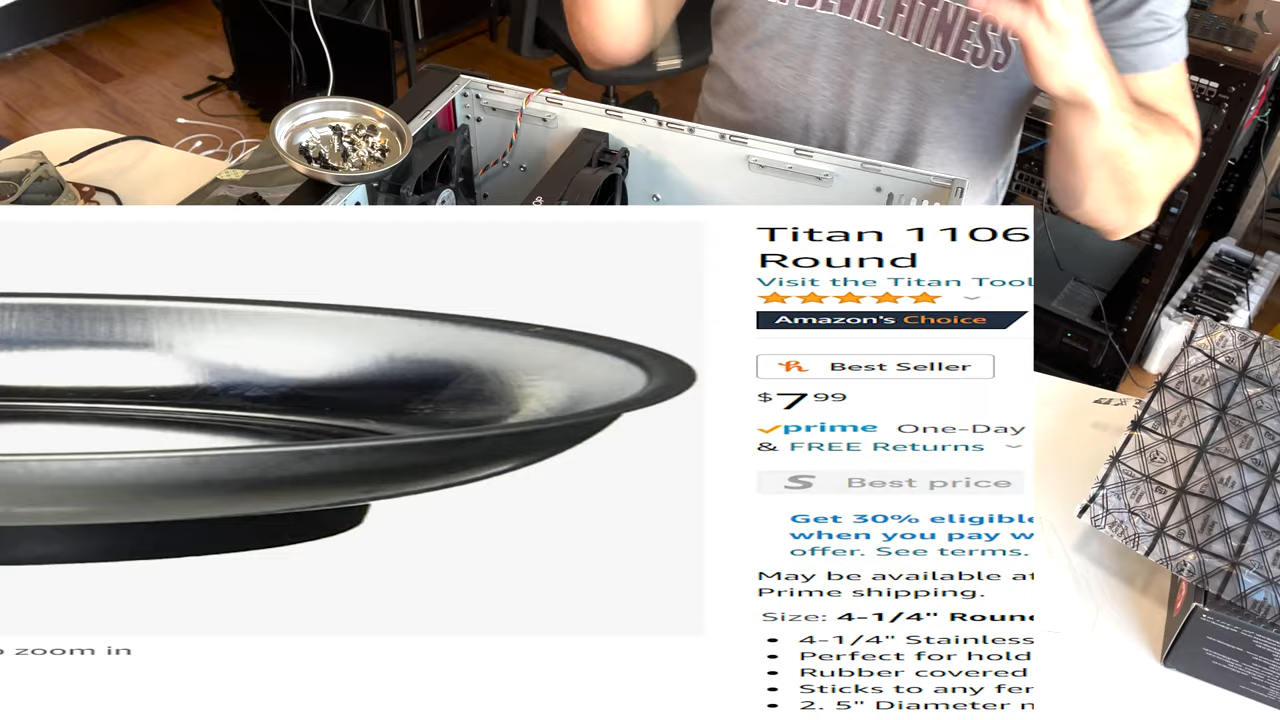 DEVIL FITNESS
Titan 1106
Round
Visit the Titan Tool
Amazon's Choice
Best Seller
$7 99
prime One-Day
& FREE Returns
S Best price
Get 30% eligible
when you pay w
offer. See terms.
May be available at
Prime shipping.
Size: 4-1/4" Round
• 4-1/4" Stainless
• Perfect for hold
• Rubber covered
• Sticks to any fer
• 2. 5" Diameter m
zoom in